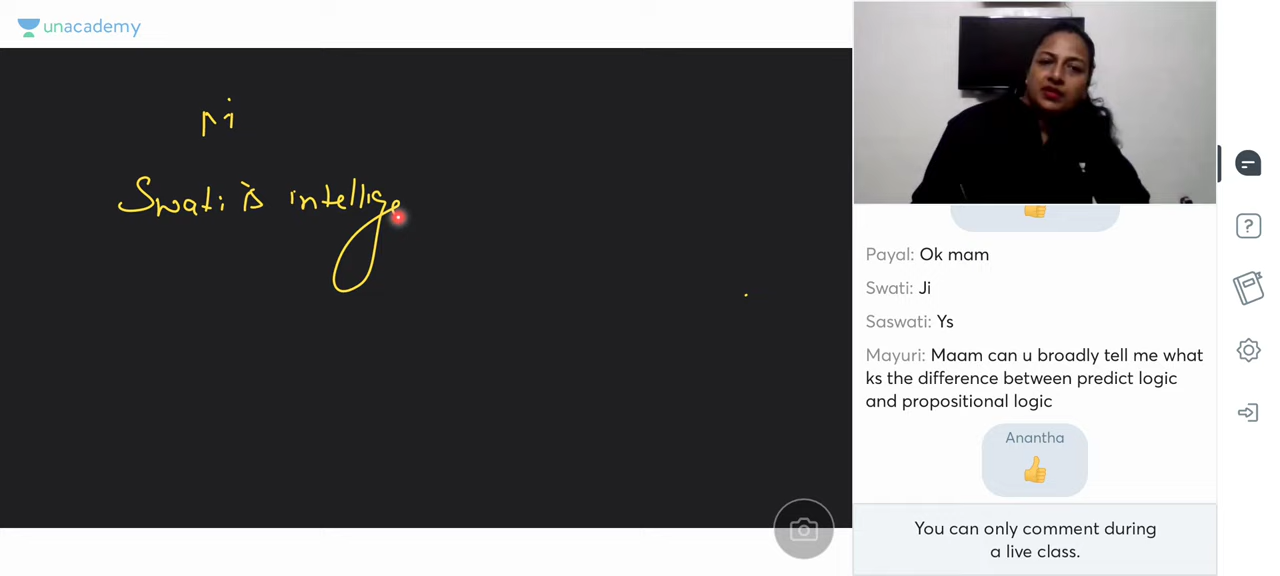 unacademy
Swati is intellige
Payal: Ok mam
Swati: Ji
Saswati: Ys
Mayuri: Maam can u broadly tell me what
ks the difference between predict logic
and propositional logic
Anantha
👍
You can only comment during
a live class.